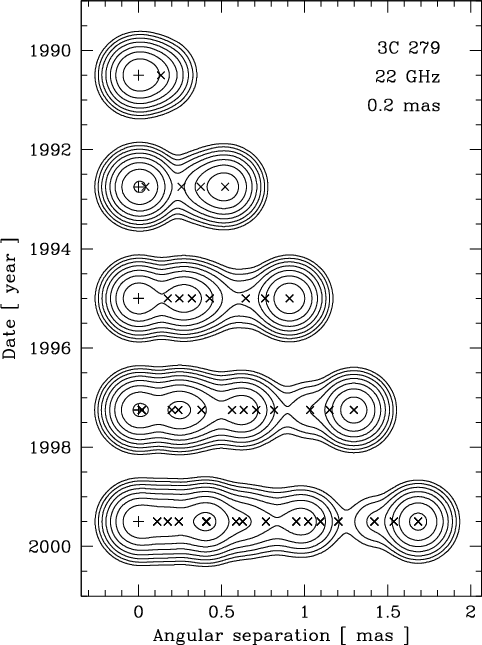 3C 279
22 GHz
0.2 mas
1990
1992
1994
1996
1998
2000
Date [ year ]
0 0.5 1 1.5 2
Angular separation [ mas ]